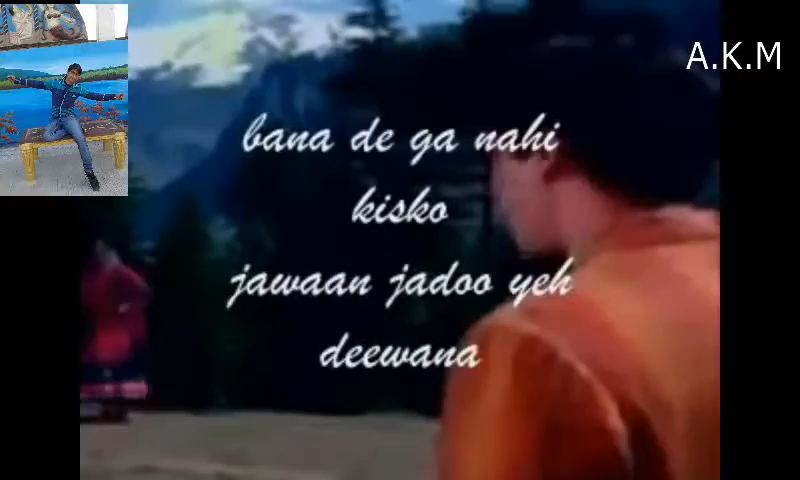 A.K.M
bana de ga nahi
kisko
jawaan jadoo yeh
deewana